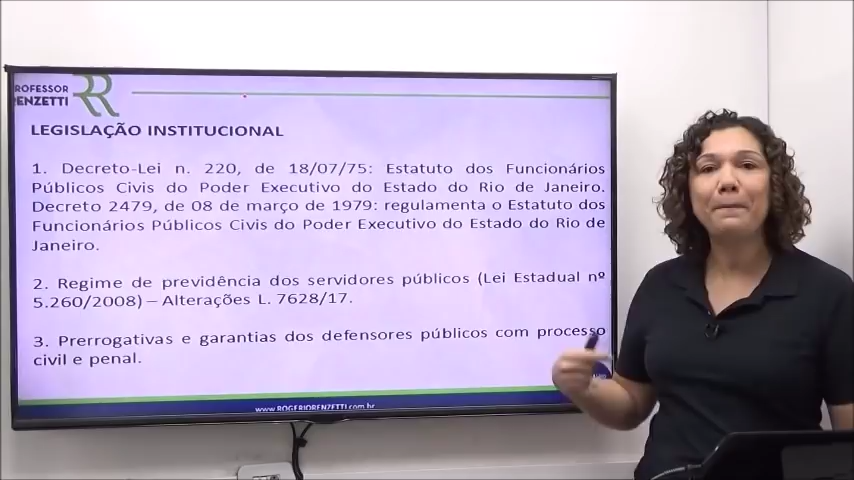 ROFESSOR
ENZETTI
LEGISLAÇÃO INSTITUCIONAL
1. Decreto-Lei n. 220, de 18/07/75: Estatuto dos Funcionários
Públicos Civis do Poder Executivo do Estado do Rio de Janeiro.
Decreto 2479, de 08 de março de 1979: regulamenta o Estatuto dos
Funcionários Públicos Civis do Poder Executivo do Estado do Rio de
Janeiro.
2. Regime de previdência dos servidores públicos (Lei Estadual nº
5.260/2008) – Alterações L. 7628/17.
3. Prerrogativas e garantias dos defensores públicos com processo
civil e penal.
www.ROGERIORENZETTI.com.br